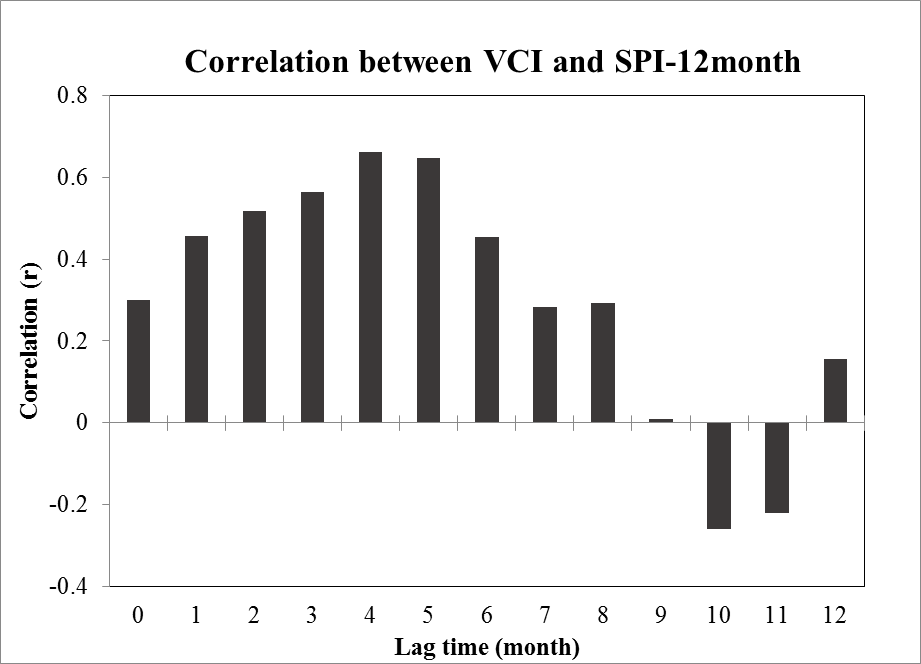 Correlation between VCI and SPI-12month
0.8
0.6
0.4
0.2
0
-0.2
-0.4
Correlation (r)
0 1 2 3 4 5 6 7 8 9 10 11 12
Lag time (month)